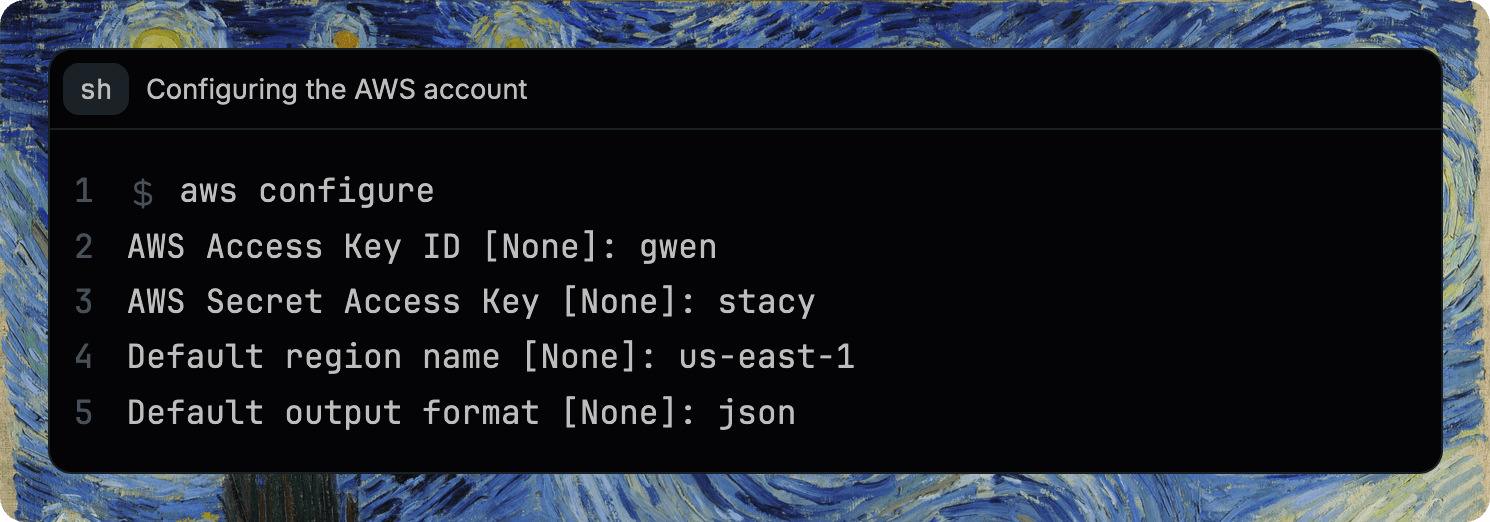 sh Configuring the AWS account
1 $ aws configure
2 AWS Access Key ID [None]: gwen
3 AWS Secret Access Key [None]: stacy
4 Default region name [None]: us-east-1
5 Default output format [None]: json